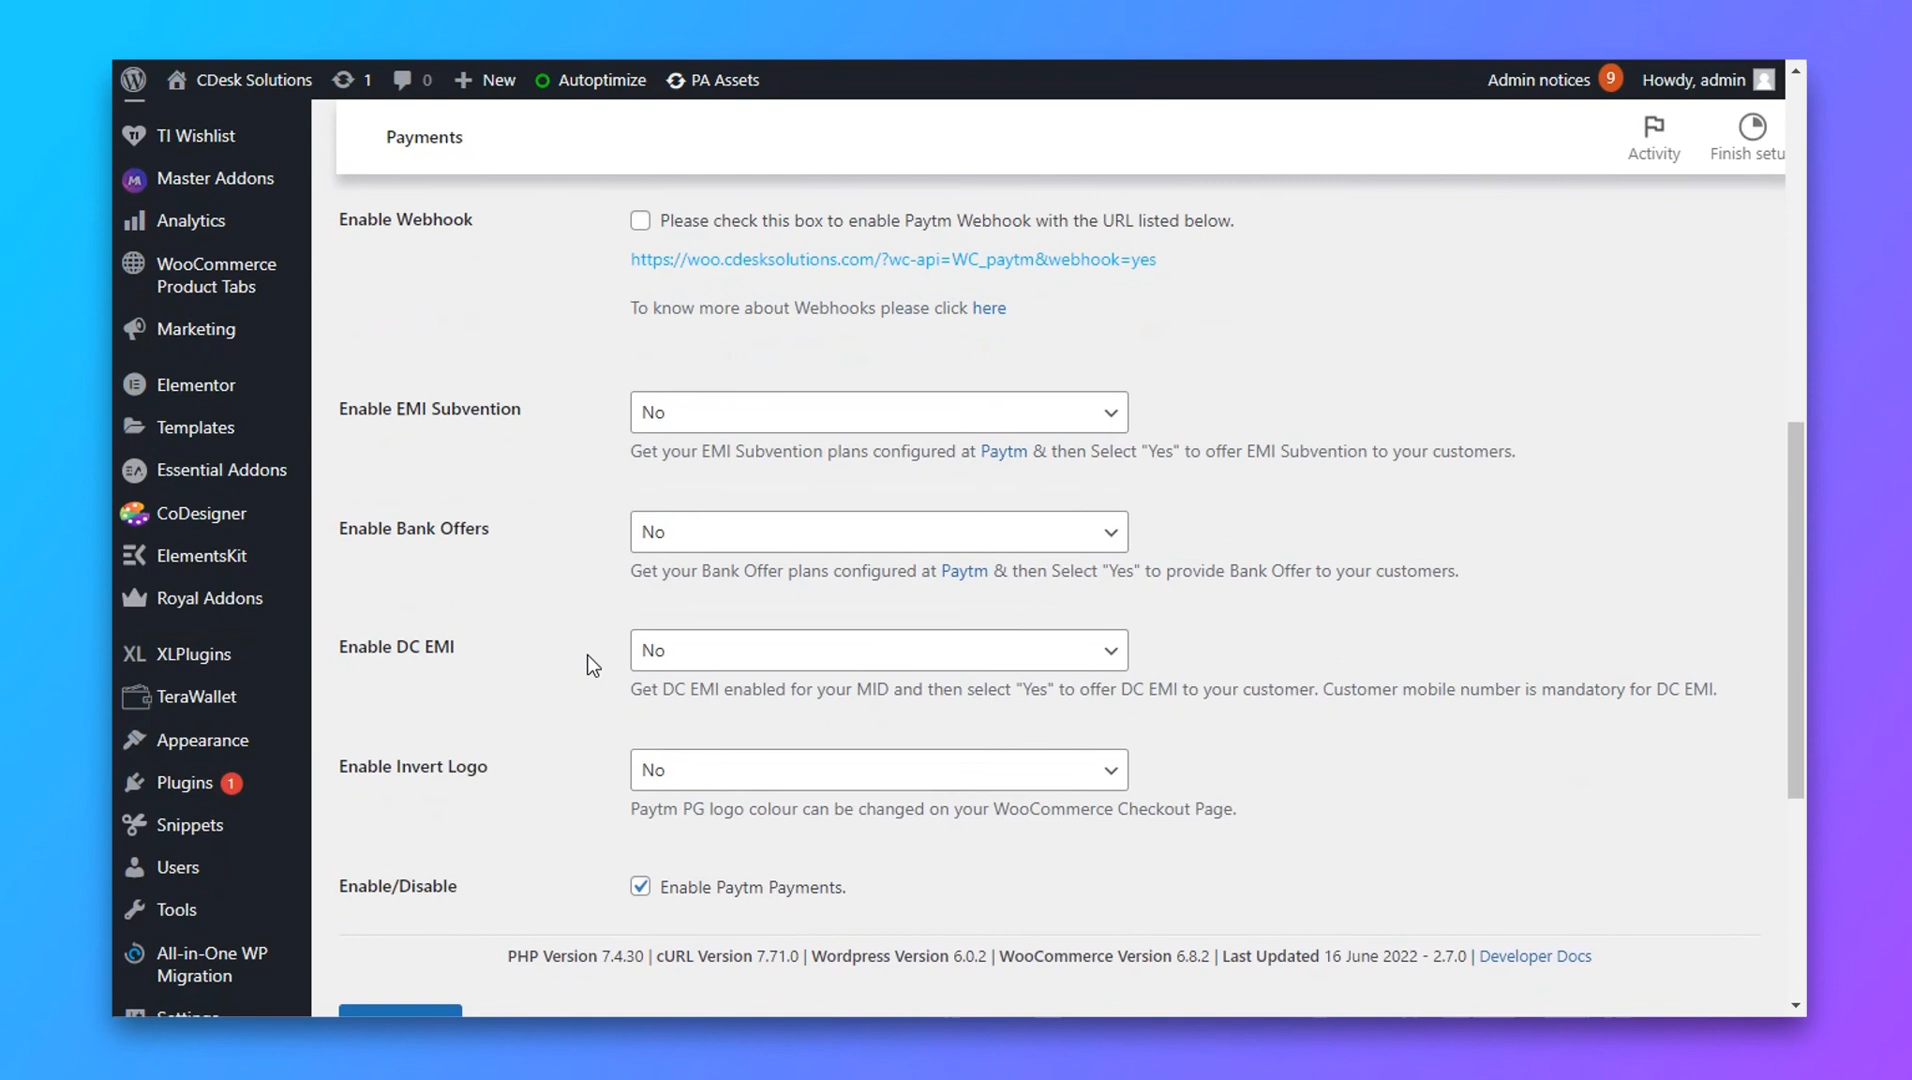 CDesk Solutions 1 0 New Autoptimize PA Assets Admin notices 9 Howdy, admin
TI Wishlist
Master Addons
Analytics
WooCommerce
Product Tabs
Marketing
Elementor
Templates
Essential Addons
CoDesigner
ElementsKit
Royal Addons
XLPlugins
TeraWallet
Appearance
Plugins 1
Snippets
Users
Tools
All-in-One WP
Migration
Settings
Payments
Activity
Finish setu
Enable Webhook
Please check this box to enable Paytm Webhook with the URL listed below.
https://woo.cdesksolutions.com/?wc-api=WC_paytm&webhook=yes
To know more about Webhooks please click here
Enable EMI Subvention
No
Get your EMI Subvention plans configured at Paytm & then Select "Yes" to offer EMI Subvention to your customers.
Enable Bank Offers
No
Get your Bank Offer plans configured at Paytm & then Select "Yes" to provide Bank Offer to your customers.
Enable DC EMI
No
Get DC EMI enabled for your MID and then select "Yes" to offer DC EMI to your customer. Customer mobile number is mandatory for DC EMI.
Enable Invert Logo
No
Paytm PG logo colour can be changed on your WooCommerce Checkout Page.
Enable/Disable
Enable Paytm Payments.
PHP Version 7.4.30 | cURL Version 7.71.0 | Wordpress Version 6.0.2 | WooCommerce Version 6.8.2 | Last Updated 16 June 2022 - 2.7.0 | Developer Docs